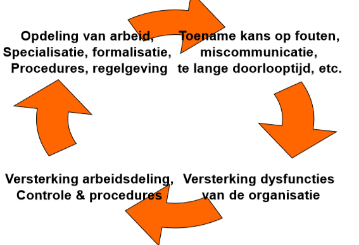 Opdeling van arbeid,
Specialisatie, formalisatie,
Procedures, regelgeving
Toename kans op fouten,
miscommunicatie,
te lange doorlooptijd, etc.
Versterking arbeidsdeling,
Controle & procedures
Versterking dysfuncties
van de organisatie